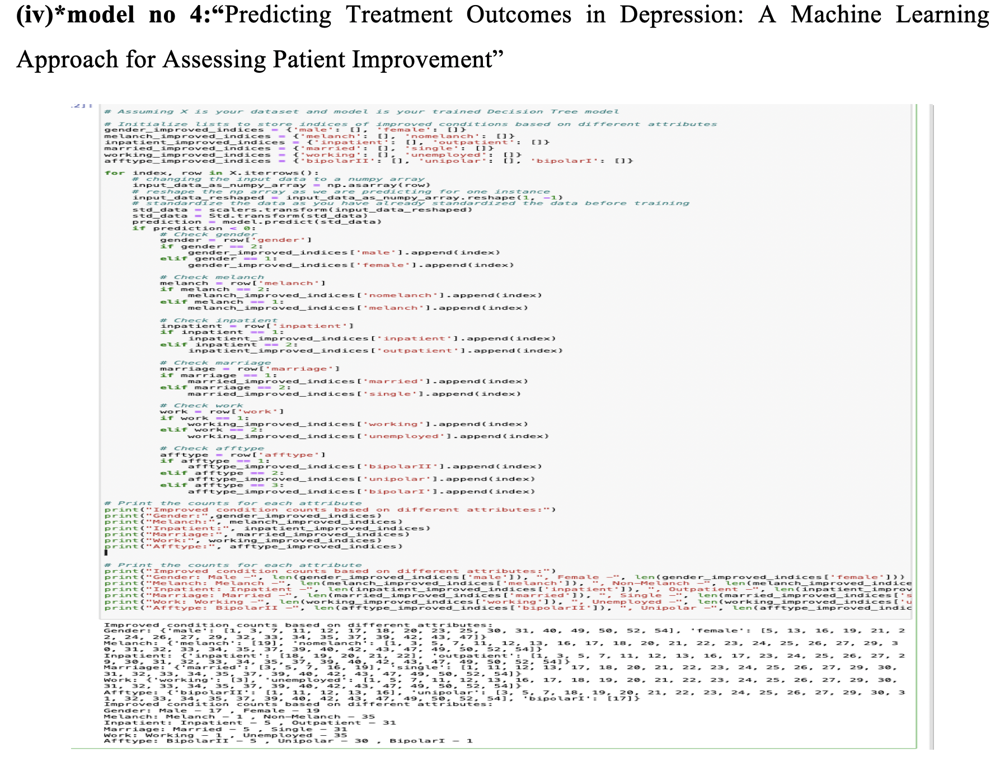 (iv)*model no 4:“Predicting Treatment Outcomes in Depression: A Machine Learning
Approach for Assessing Patient Improvement”
2]:
# Assuming X is your dataset and model is your trained Decision Tree model
# Initialize lists to store indices of improved conditions based on different attributes
gender_improved_indices = {'male': [], 'female': []}
melanch_improved_indices = {'melanch': [], 'nomelanch': []}
inpatient_improved_indices = {'inpatient': [], 'outpatient': []}
married_improved_indices = {'married': [], 'single': []}
working_improved_indices = {'working': [], 'unemployed': []}
afftype_improved_indices = {'bipolarII': [], 'unipolar': [], 'bipolarI': []}
for index, row in X.iterrows():
# changing the input data to a numpy array
input_data_as_numpy_array = np.asarray(row)
# reshape the np array as we are predicting for one instance
input_data_reshaped = input_data_as_numpy_array.reshape(1, -1)
# standardize the data as you have already standardized the data before training
std_data = scalers.transform(input_data_reshaped)
std_data = Std.transform(std_data)
prediction = model.predict(std_data)
if prediction < 0:
# Check gender
gender = row['gender']
if gender == 2:
gender_improved_indices['male'].append(index)
elif gender == 1:
gender_improved_indices['female'].append(index)
# Check melanch
melanch = row['melanch']
if melanch == 2:
melanch_improved_indices['nomelanch'].append(index)
elif melanch == 1:
melanch_improved_indices['melanch'].append(index)
# Check inpatient
inpatient = row['inpatient']
if inpatient == 1:
inpatient_improved_indices['inpatient'].append(index)
elif inpatient == 2:
inpatient_improved_indices['outpatient'].append(index)
# Check marriage
marriage = row['marriage']
if marriage == 1:
married_improved_indices['married'].append(index)
elif marriage == 2:
married_improved_indices['single'].append(index)
# Check work
work = row['work']
if work == 1:
working_improved_indices['working'].append(index)
elif work == 2:
working_improved_indices['unemployed'].append(index)
# Check afftype
afftype = row['afftype']
if afftype == 1:
afftype_improved_indices['bipolarII'].append(index)
elif afftype == 2:
afftype_improved_indices['unipolar'].append(index)
elif afftype == 3:
afftype_improved_indices['bipolarI'].append(index)
# Print the counts for each attribute
print("Improved condition counts based on different attributes:")
print("Gender:",gender_improved_indices)
print("Melanch:", melanch_improved_indices)
print("Inpatient:", inpatient_improved_indices)
print("Marriage:", married_improved_indices)
print("Work:", working_improved_indices)
print("Afftype:", afftype_improved_indices)
# Print the counts for each attribute
print("Improved condition counts based on different attributes:")
print("Gender: Male -", len(gender_improved_indices['male']), ", Female -", len(gender_improved_indices['female']))
print("Melanch: Melanch -", len(melanch_improved_indices['melanch']), ", Non-Melanch -", len(melanch_improved_indice
print("Inpatient: Inpatient -", len(inpatient_improved_indices['inpatient']), ", Outpatient -", len(inpatient_improv
print("Marriage: Married -", len(married_improved_indices['married']), ", Single -", len(married_improved_indices['s
print("Work: Working -", len(working_improved_indices['working']), ", Unemployed -", len(working_improved_indices['u
print("Afftype: BipolarII -", len(afftype_improved_indices['bipolarII']), ", Unipolar -", len(afftype_improved_indic
Improved condition counts based on different attributes:
Gender: {'male': [1, 3, 7, 11, 12, 17, 18, 20, 23, 25, 30, 31, 40, 49, 50, 52, 54], 'female': [5, 13, 16, 19, 21, 2
2, 24, 26, 27, 29, 32, 33, 34, 35, 37, 39, 42, 43, 47]}
Melanch: {'melanch': [19], 'nomelanch': [1, 3, 5, 7, 11, 12, 13, 16, 17, 18, 20, 21, 22, 23, 24, 25, 26, 27, 29, 3
0, 31, 32, 33, 34, 35, 37, 39, 40, 42, 43, 47, 49, 50, 52, 54]}
Inpatient: {'inpatient': [18, 19, 20, 21, 22], 'outpatient': [1, 3, 5, 7, 11, 12, 13, 16, 17, 23, 24, 25, 26, 27, 2
9, 30, 31, 32, 33, 34, 35, 37, 39, 40, 42, 43, 47, 49, 50, 52, 54]}
Marriage: {'married': [3, 5, 7, 16, 19], 'single': [1, 11, 12, 13, 17, 18, 20, 21, 22, 23, 24, 25, 26, 27, 29, 30,
31, 32, 33, 34, 35, 37, 39, 40, 42, 43, 47, 49, 50, 52, 54]}
Work: {'working': [3], 'unemployed': [1, 5, 7, 11, 12, 13, 16, 17, 18, 19, 20, 21, 22, 23, 24, 25, 26, 27, 29, 30,
31, 32, 33, 34, 35, 37, 39, 40, 42, 43, 47, 49, 50, 52, 54]}
Afftype: {'bipolarII': [1, 11, 12, 13, 16], 'unipolar': [3, 5, 7, 18, 19, 20, 21, 22, 23, 24, 25, 26, 27, 29, 30, 3
1, 32, 33, 34, 35, 37, 39, 40, 42, 43, 47, 49, 50, 52, 54], 'bipolarI': [17]}
Improved condition counts based on different attributes:
Gender: Male - 17 , Female - 19
Melanch: Melanch - 1 , Non-Melanch - 35
Inpatient: Inpatient - 5 , Outpatient - 31
Marriage: Married - 5 , Single - 31
Work: Working - 1 , Unemployed - 35
Afftype: BipolarII - 5 , Unipolar - 30 , BipolarI - 1